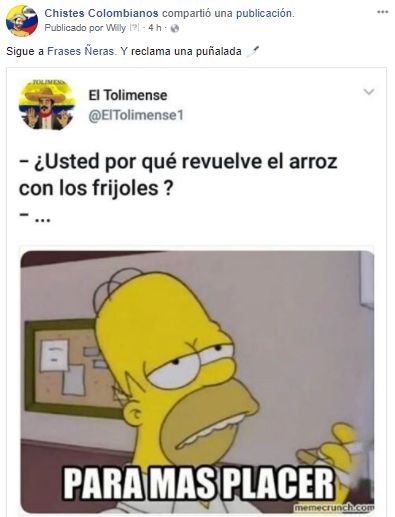 Chistes Colombianos compartió una publicación.
Publicado por Willy [?] · 4 h ·
Sigue a Frases Ñeras. Y reclama una puñalada 🔪
TOLIMENSE
El Tolimense
@ElTolimense1
- ¿Usted por qué revuelve el arroz
con los frijoles ?
- ...
PARA MAS PLACER
memecrunch.com